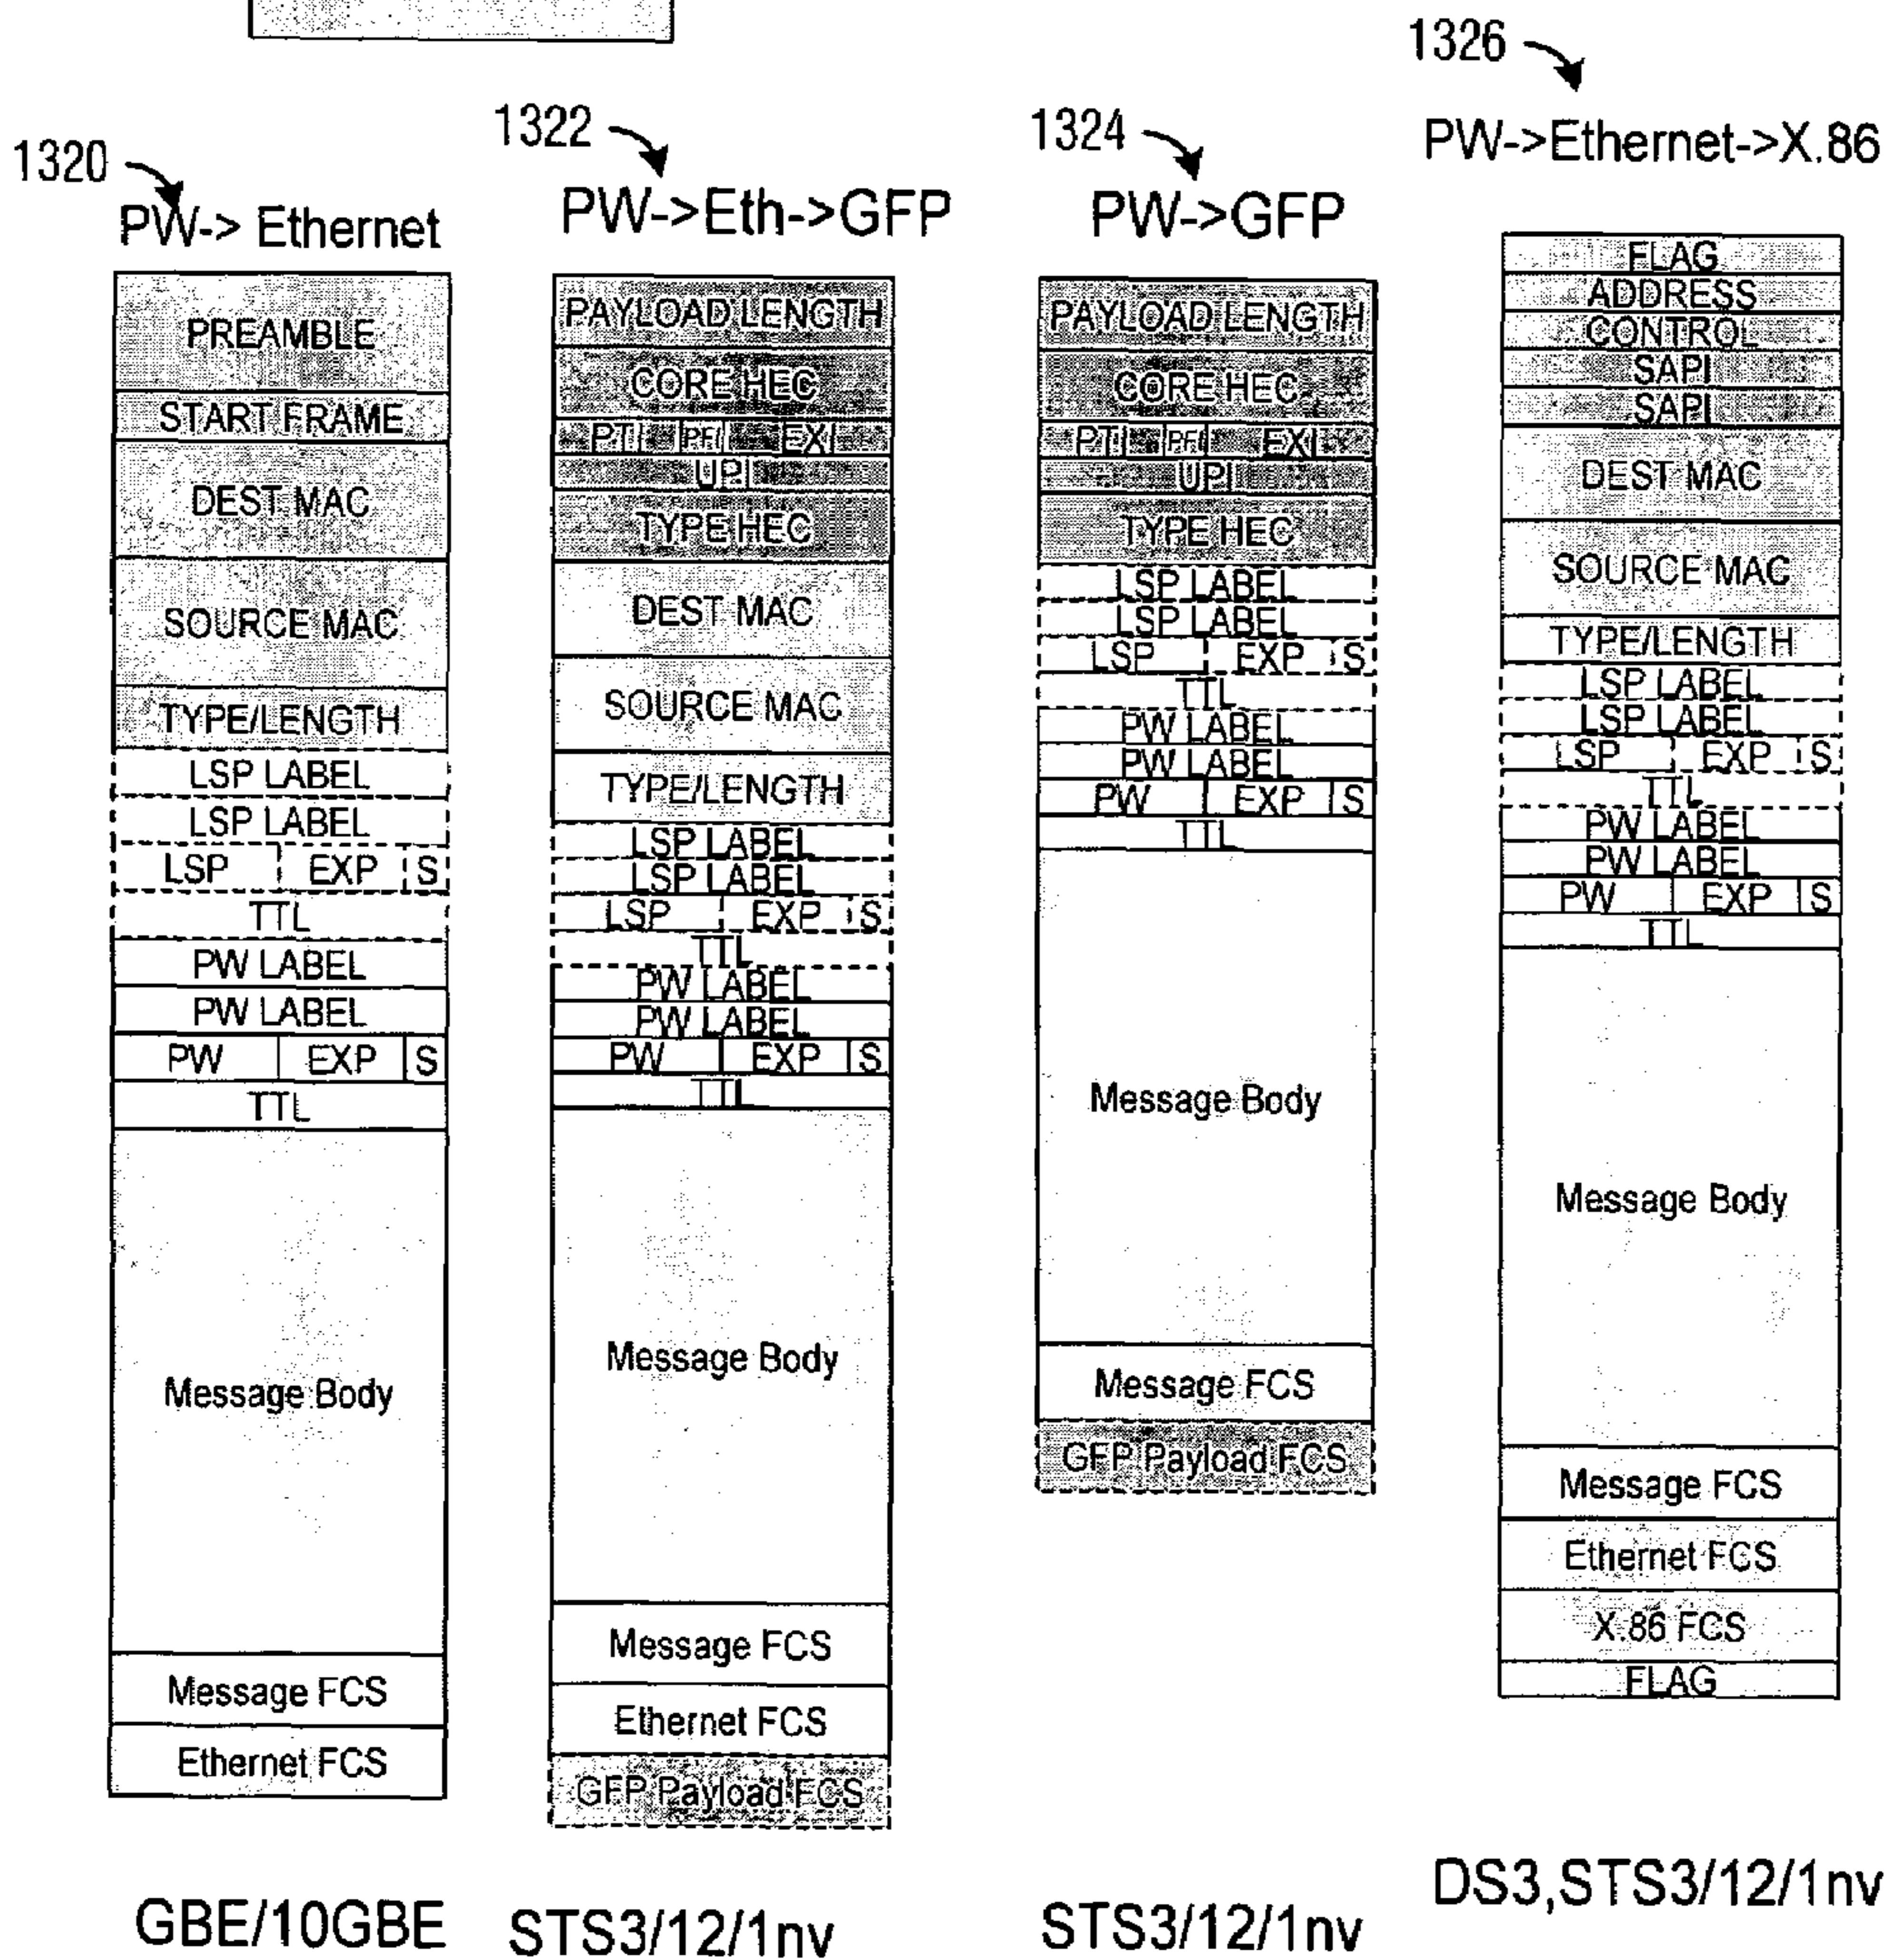 1320
PW-> Ethernet
PREAMBLE
START FRAME
DEST MAC
SOURCE MAC
TYPE/LENGTH
LSP LABEL
LSP LABEL
LSP EXP S
TTL
PW LABEL
PW LABEL
PW EXP S
TTL
Message Body
Message FCS
Ethernet FCS
GBE/10GBE
1322
PW->Eth->GFP
PAYLOAD LENGTH
CORE HEC
PTI PFI EXI
UPI
TYPE HEC
DEST MAC
SOURCE MAC
TYPE/LENGTH
LSP LABEL
LSP LABEL
LSP EXP S
TTL
PW LABEL
PW LABEL
PW EXP S
TTL
Message Body
Message FCS
Ethernet FCS
GFP Payload FCS
STS3/12/1nv
1324
PW->GFP
PAYLOAD LENGTH
CORE HEC
PTI PFI EXI
UPI
TYPE HEC
LSP LABEL
LSP LABEL
LSP EXP S
TTL
PW LABEL
PW LABEL
PW EXP S
TTL
Message Body
Message FCS
GFP Payload FCS
STS3/12/1nv
1326
PW->Ethernet->X.86
FLAG
ADDRESS
CONTROL
SAPI
SAPI
DEST MAC
SOURCE MAC
TYPE/LENGTH
LSP LABEL
LSP LABEL
LSP EXP S
TTL
PW LABEL
PW LABEL
PW EXP S
TTL
Message Body
Message FCS
Ethernet FCS
X.86 FCS
FLAG
DS3,STS3/12/1nv